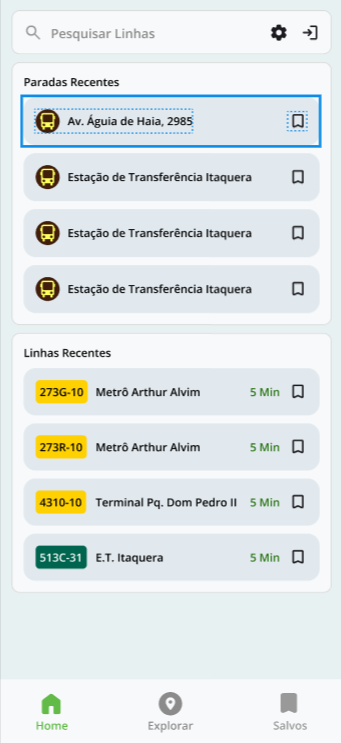 Pesquisar Linhas
Paradas Recentes
Av. Águia de Haia, 2985
Estação de Transferência Itaquera
Estação de Transferência Itaquera
Estação de Transferência Itaquera
Linhas Recentes
273G-10 Metrô Arthur Alvim 5 Min
273R-10 Metrô Arthur Alvim 5 Min
4310-10 Terminal Pq. Dom Pedro II 5 Min
513C-31 E.T. Itaquera 5 Min
Home Explorar Salvos